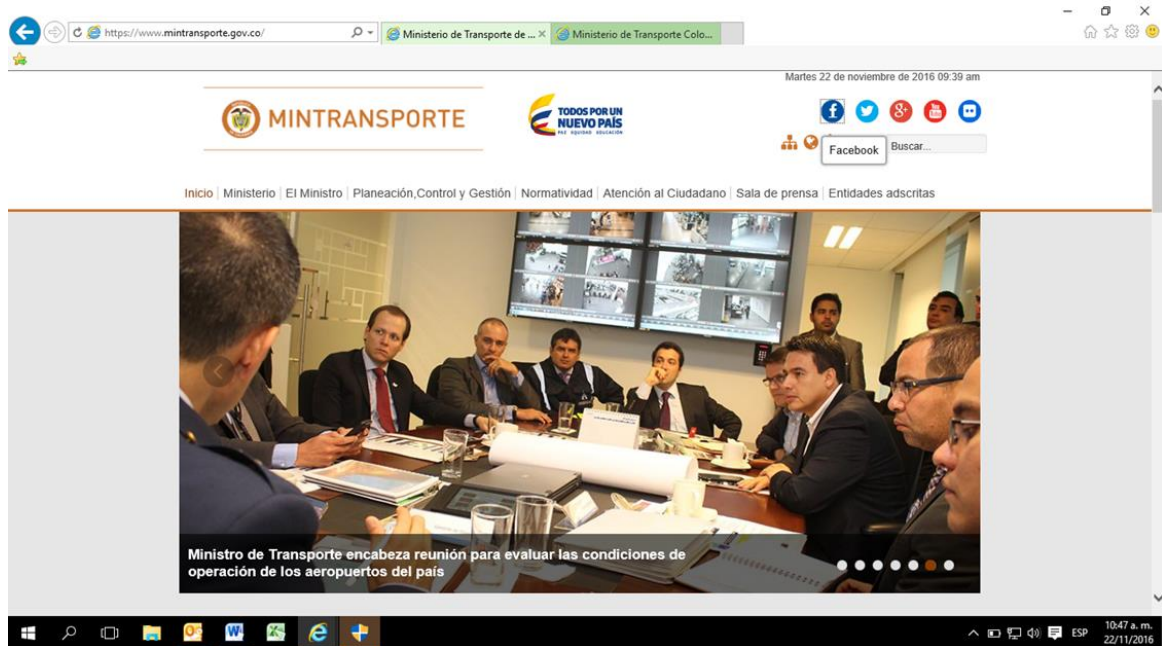 https://www.mintransporte.gov.co/
Ministerio de Transporte de ...
Ministerio de Transporte Colo...
Martes 22 de noviembre de 2016 09:39 am
MINTRANSPORTE
TODOS POR UN
NUEVO PAÍS
PAZ EQUIDAD EDUCACIÓN
Facebook
Buscar...
Inicio | Ministerio | El Ministro | Planeación,Control y Gestión | Normatividad | Atención al Ciudadano | Sala de prensa | Entidades adscritas
Ministro de Transporte encabeza reunión para evaluar las condiciones de
operación de los aeropuertos del país
ESP
10:47 a. m.
22/11/2016